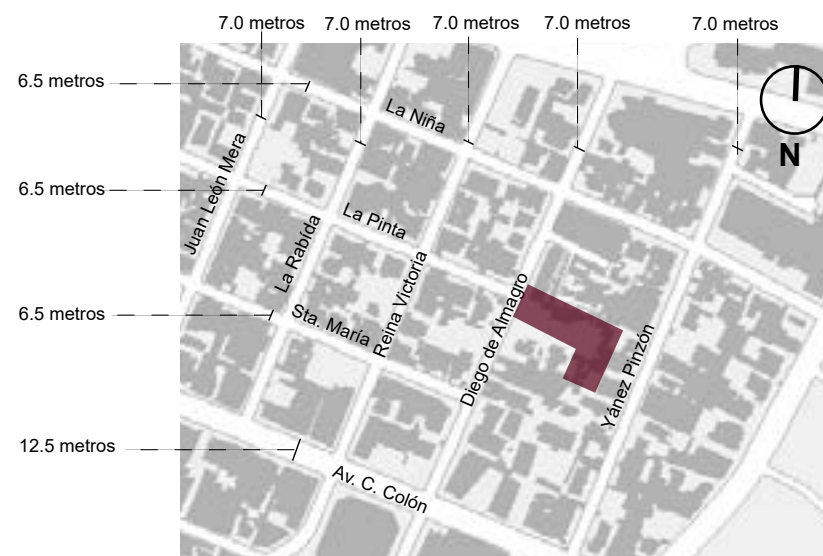 7.0 metros
7.0 metros
7.0 metros
7.0 metros
7.0 metros
6.5 metros
La Niña
N
Juan León Mera
6.5 metros
La Pinta
La Rabída
Reina Victoria
Diego de Almagro
6.5 metros
Sta. María
Yánez Pinzón
12.5 metros
Av. C. Colón